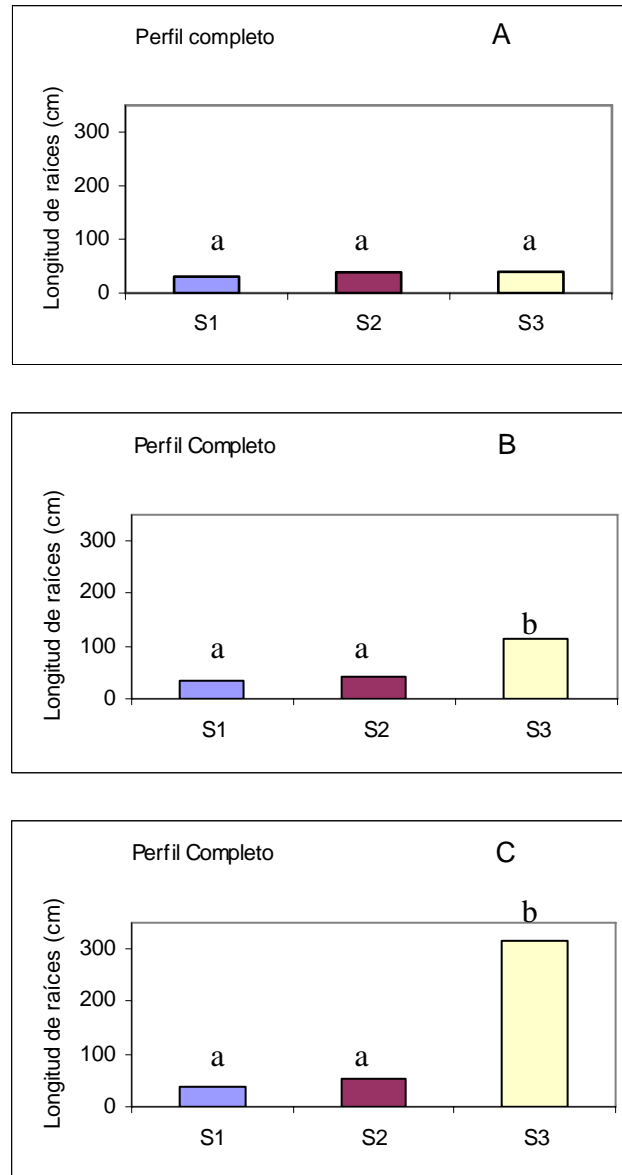 Perfil completo A
Longitud de raíces (cm)
300
200
100
0
a a a
S1 S2 S3
Perfil Completo B
Longitud de raíces (cm)
300
200
100
0
a a b
S1 S2 S3
Perfil Completo C
Longitud de raíces (cm)
300
200
100
0
a a b
S1 S2 S3